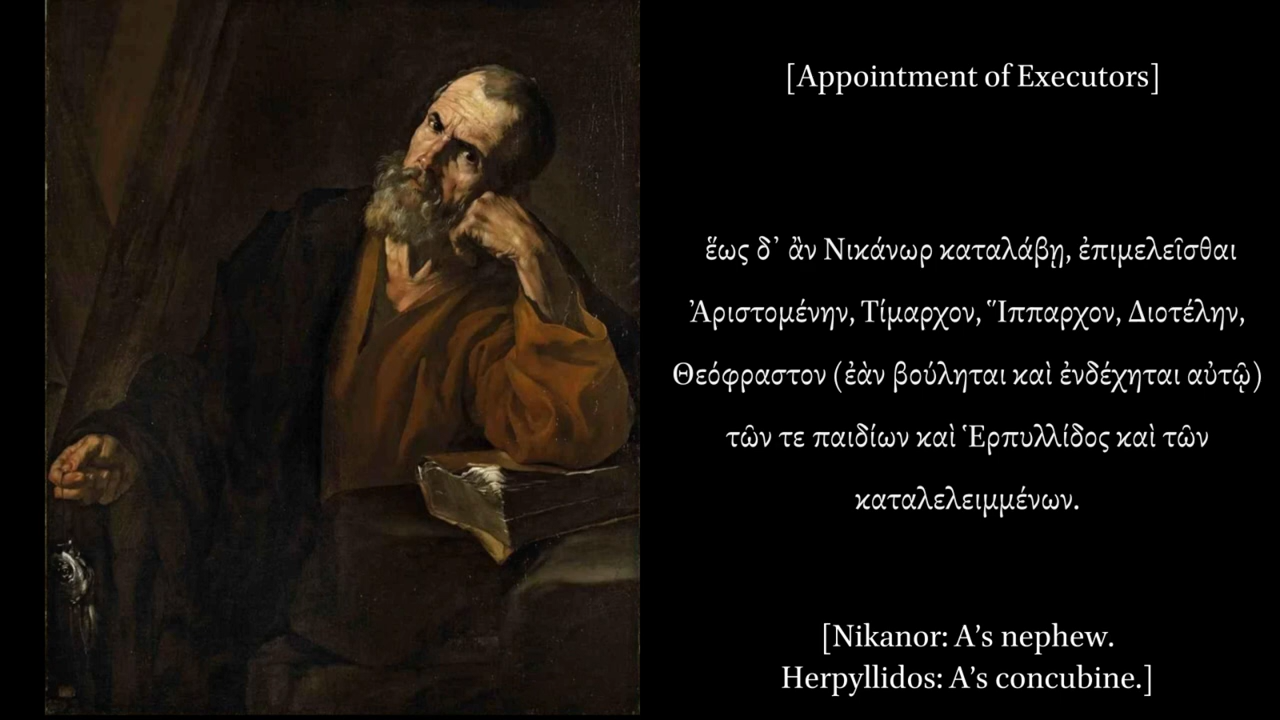 [Appointment of Executors]
ἕως δ᾽ ἂν Νικάνωρ καταλάβῃ, ἐπιμελεῖσθαι
Ἀριστομένην, Τίμαρχον, Ἵππαρχον, Διοτέλην,
Θεόφραστον (ἐὰν βούληται καὶ ἐνδέχηται αὐτῷ)
τῶν τε παιδίων καὶ Ἑρπυλλίδος καὶ τῶν
καταλελειμμένων.
[Nikanor: A’s nephew.
Herpyllidos: A’s concubine.]